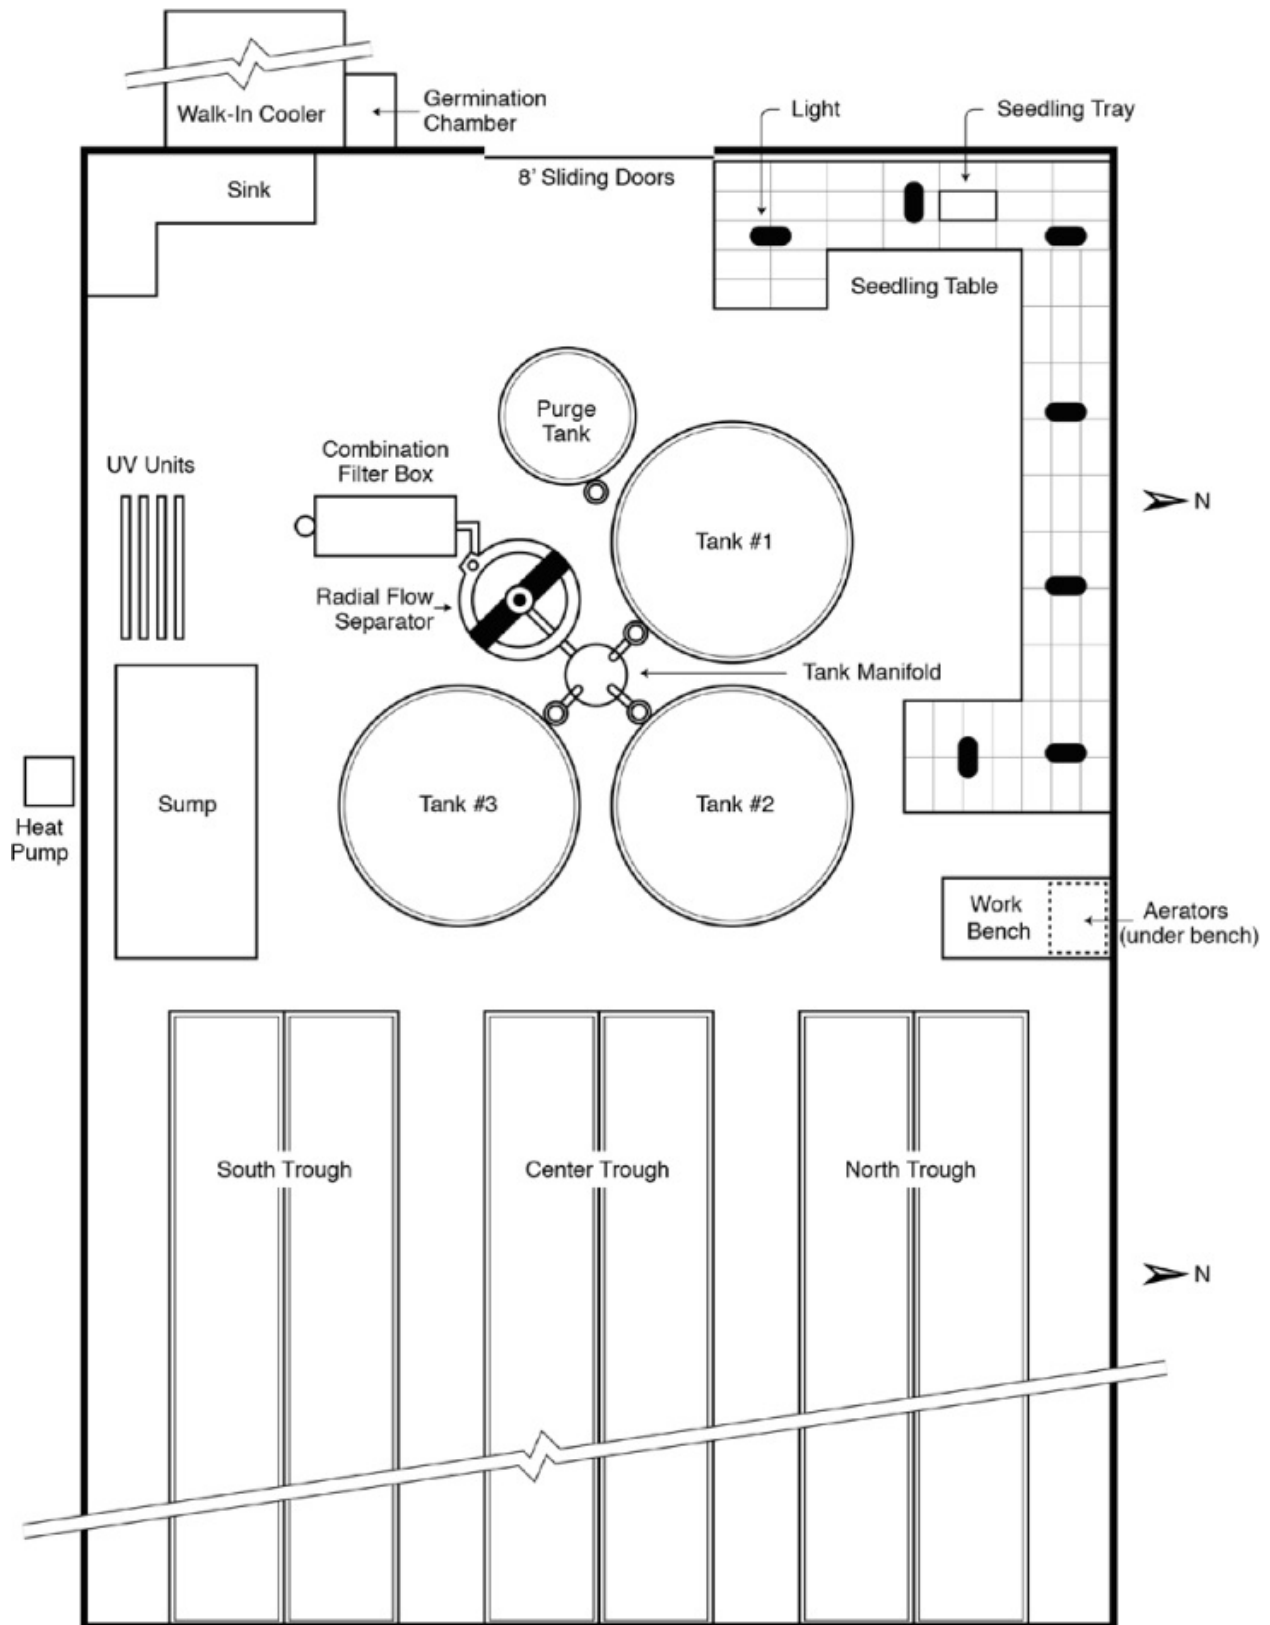 Walk-In Cooler
Germination
Chamber
Light
Seedling Tray
8' Sliding Doors
Sink
Seedling Table
Purge
Tank
Combination
Filter Box
UV Units
Tank #1
N
Radial Flow
Separator
Tank Manifold
Tank #3
Tank #2
Sump
Heat
Pump
Work
Bench
Aerators
(under bench)
South Trough
Center Trough
North Trough
N